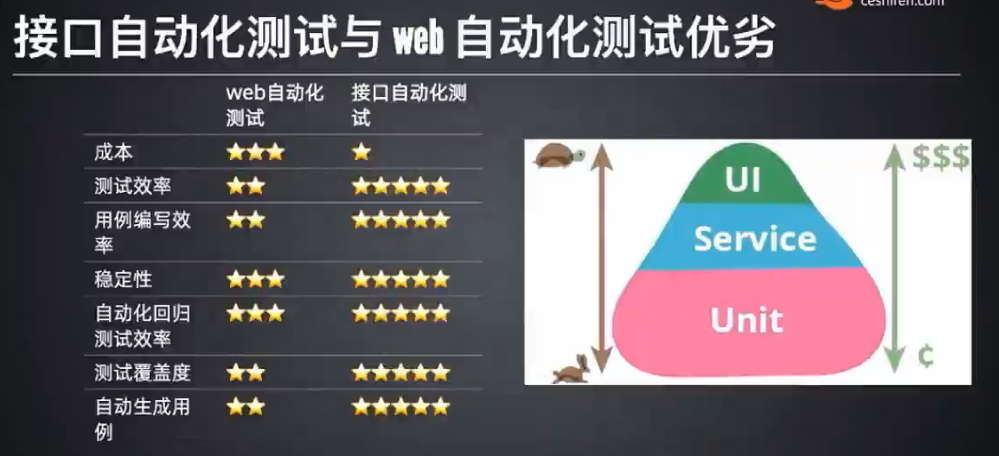 ceshiren.com
接口自动化测试与 web 自动化测试优劣
web自动化
测试
接口自动化测
试
成本 ⭐⭐⭐ ⭐
测试效率 ⭐⭐ ⭐⭐⭐⭐⭐
用例编写效
率 ⭐⭐ ⭐⭐⭐⭐⭐
稳定性 ⭐⭐⭐ ⭐⭐⭐⭐⭐
自动化回归
测试效率 ⭐⭐⭐ ⭐⭐⭐⭐⭐
测试覆盖度 ⭐⭐ ⭐⭐⭐⭐⭐
自动生成用
例 ⭐⭐ ⭐⭐⭐⭐⭐
$$$
UI
Service
Unit
¢